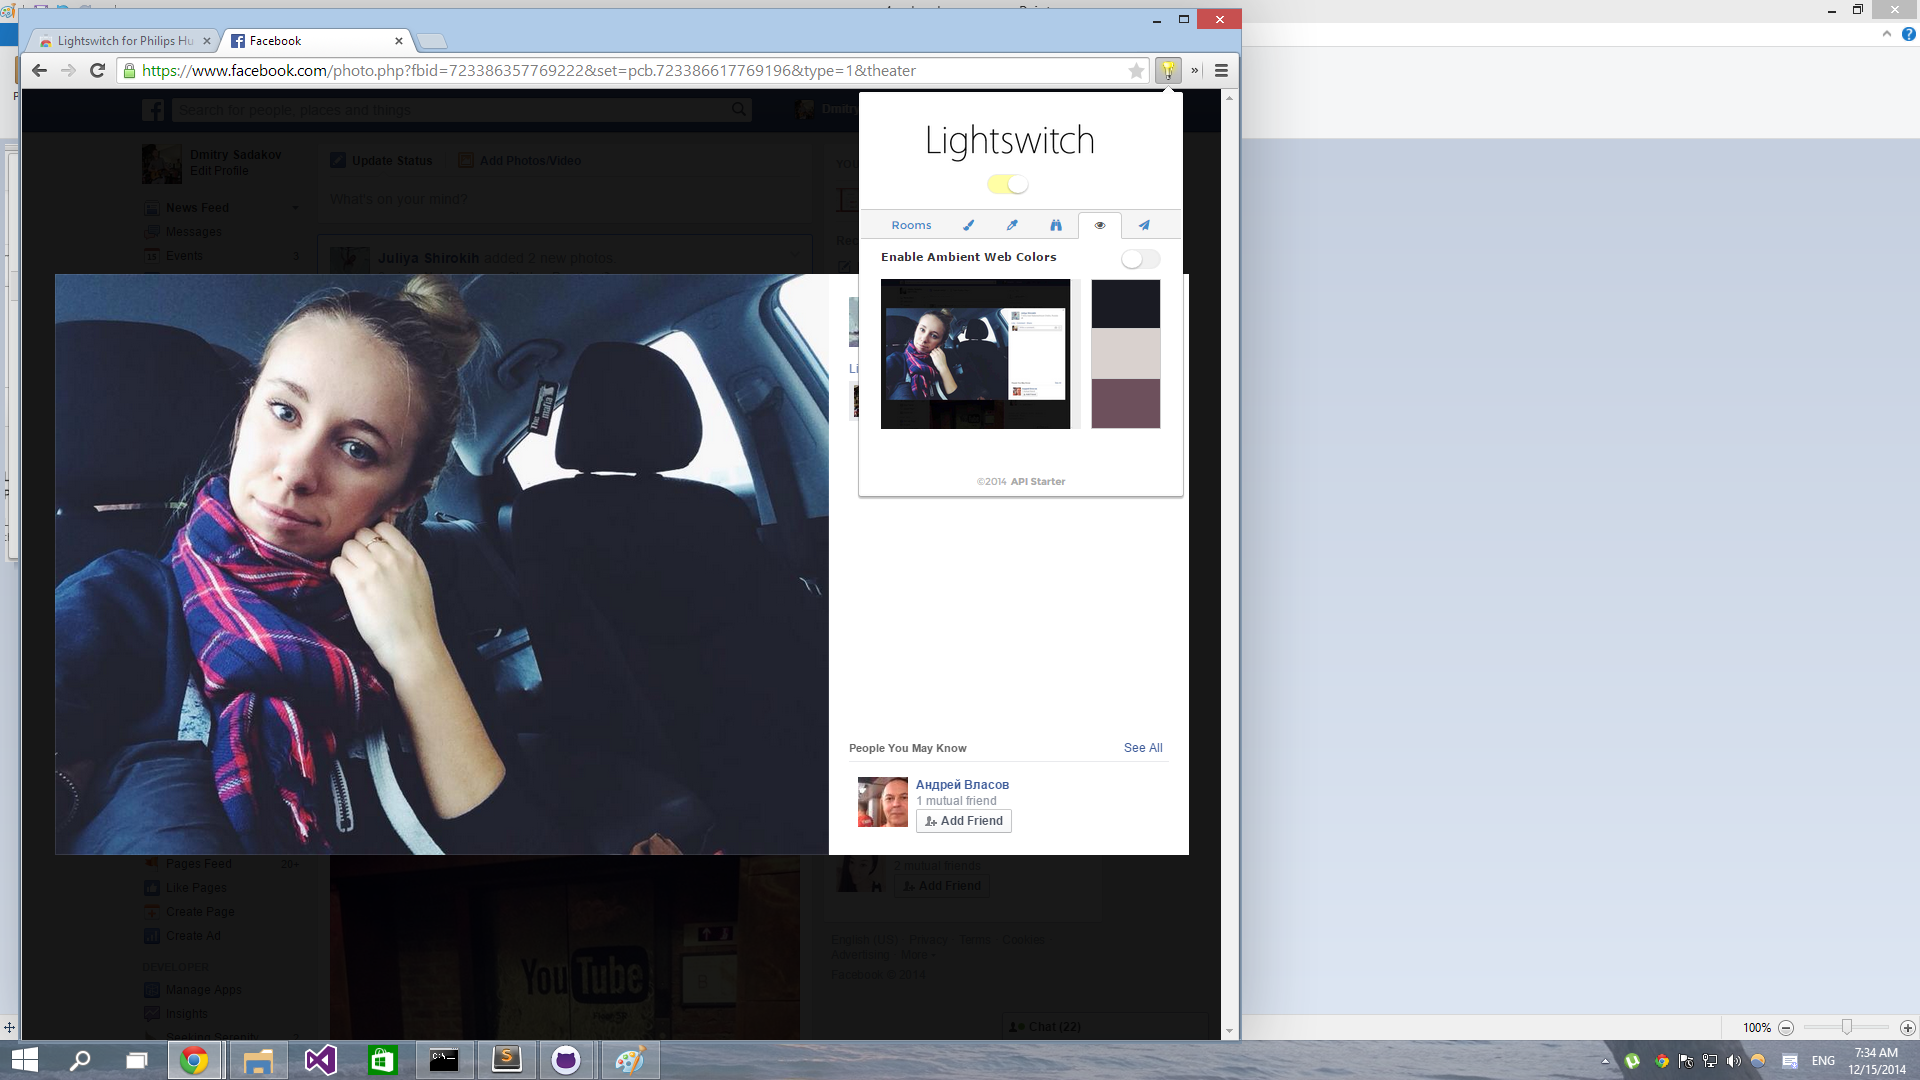 Lightswitch for Philips Hu
Facebook
https://www.facebook.com/photo.php?fbid=723386357769222&set=pcb.723386617769196&type=1&theater
Search for people, places and things
Dmitry
Dmitry Sadakov
Edit Profile
Update Status
Add Photos/Video
What's on your mind?
News Feed
Messages
Events 3
Juliya Shirokih added 2 new photos
Lightswitch
Rooms
Enable Ambient Web Colors
©2014 API Starter
The mafia
People You May Know
See All
Андрей Власов
1 mutual friend
Add Friend
2 mutual friends
Add Friend
Pages Feed 20+
Like Pages
Create Page
Create Ad
DEVELOPER
Manage Apps
Insights
YouTube
English (US) Privacy Terms Cookies
Advertising More
Facebook © 2014
Chat (22)
100%
ENG
7:34 AM
12/15/2014